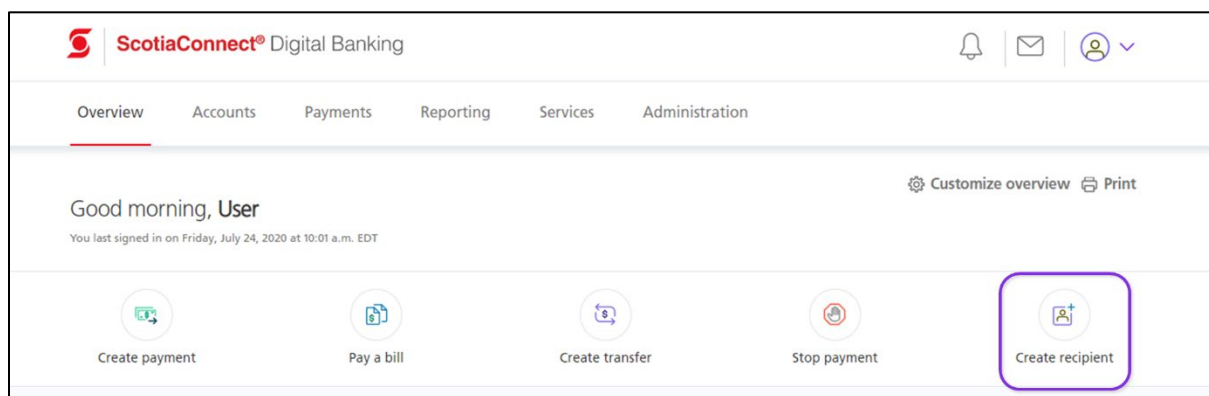 ScotiaConnect® Digital Banking
Overview Accounts Payments Reporting Services Administration
Customize overview Print
Good morning, User
You last signed in on Friday, July 24, 2020 at 10:01 a.m. EDT
Create payment Pay a bill Create transfer Stop payment Create recipient